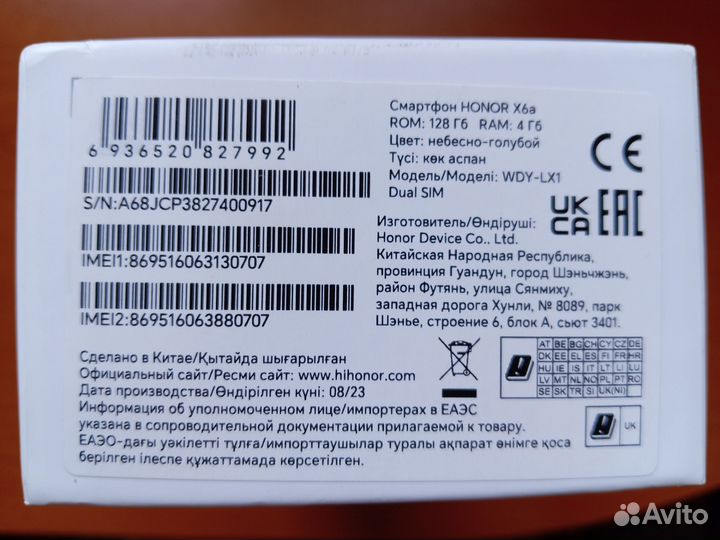 6 936520 827992
S/N:A68JCP3827400917
IMEI1:869516063130707
IMEI2:869516063880707
Смартфон HONOR X6a
ROM: 128 Гб RAM: 4 Гб
Цвет: небесно-голубой
Түсі: көк аспан
Модель/Моделі: WDY-LX1
Dual SIM
CE
UK
CA
EAC
Изготовитель/Өндіруші:
Honor Device Co., Ltd.
Китайская Народная Республика,
провинция Гуандун, город Шэньчжэнь,
район Футянь, улица Сянмиху,
западная дорога Хунли, № 8089, парк
Шэнье, строение 6, блок А, сьют 3401.
Сделано в Китае/Қытайда шығарылған
Официальный сайт/Ресми сайт: www.hihonor.com
Дата производства/Өндірілген күні: 08/23
Информация об уполномоченном лице/импортерах в ЕАЭС
указана в сопроводительной документации прилагаемой к товару.
ЕАЭО-дағы уәкілетті тұлға/импорттаушылар туралы ақпарат өнімге қоса
берілген ілеспе құжаттамада көрсетілген.
AT BE BG CH CY CZ DE
DK EE EL ES FI FR HR
HU IE IS IT LI LT LU
LV MT NL NO PL PT RO
SE SK TR SI UK(NI)
UK
Avito